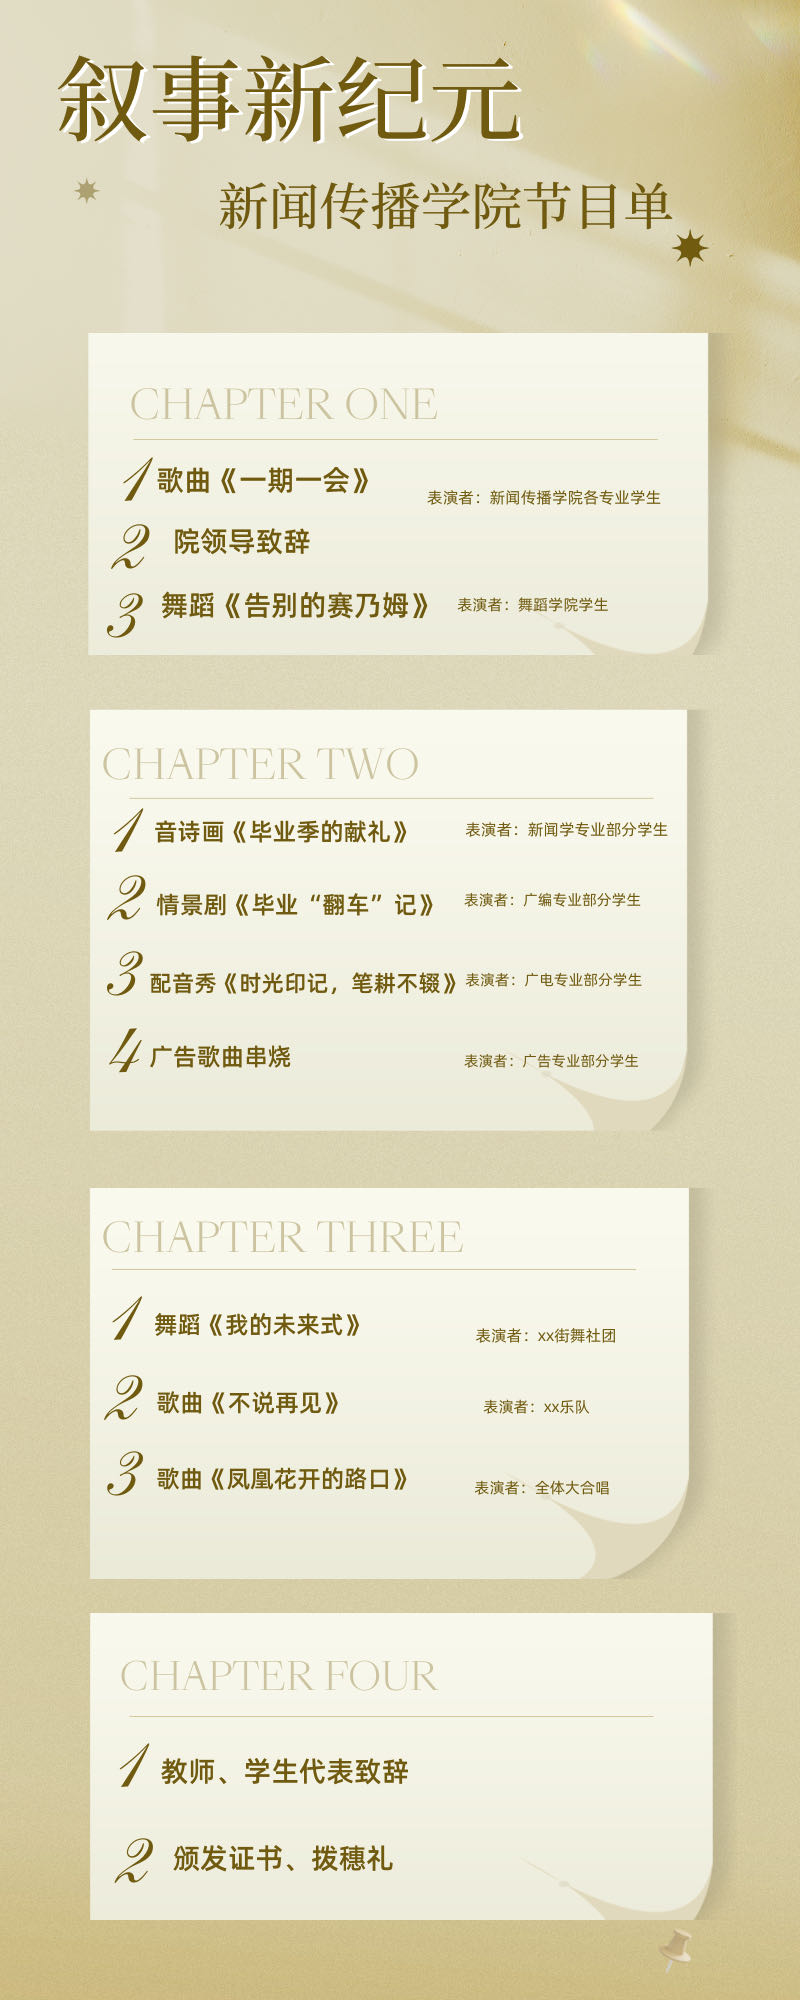 叙事新纪元
新闻传播学院节目单
CHAPTER ONE
1 歌曲《一期一会》 表演者：新闻传播学院各专业学生
2 院领导致辞
3 舞蹈《告别的赛乃姆》 表演者：舞蹈学院学生
CHAPTER TWO
1 音诗画《毕业季的献礼》 表演者：新闻学专业部分学生
2 情景剧《毕业“翻车”记》 表演者：广编专业部分学生
3 配音秀《时光印记，笔耕不辍》 表演者：广电专业部分学生
4 广告歌曲串烧 表演者：广告专业部分学生
CHAPTER THREE
1 舞蹈《我的未来式》 表演者：xx街舞社团
2 歌曲《不说再见》 表演者：xx乐队
3 歌曲《凤凰花开的路口》 表演者：全体大合唱
CHAPTER FOUR
1 教师、学生代表致辞
2 颁发证书、拨穗礼